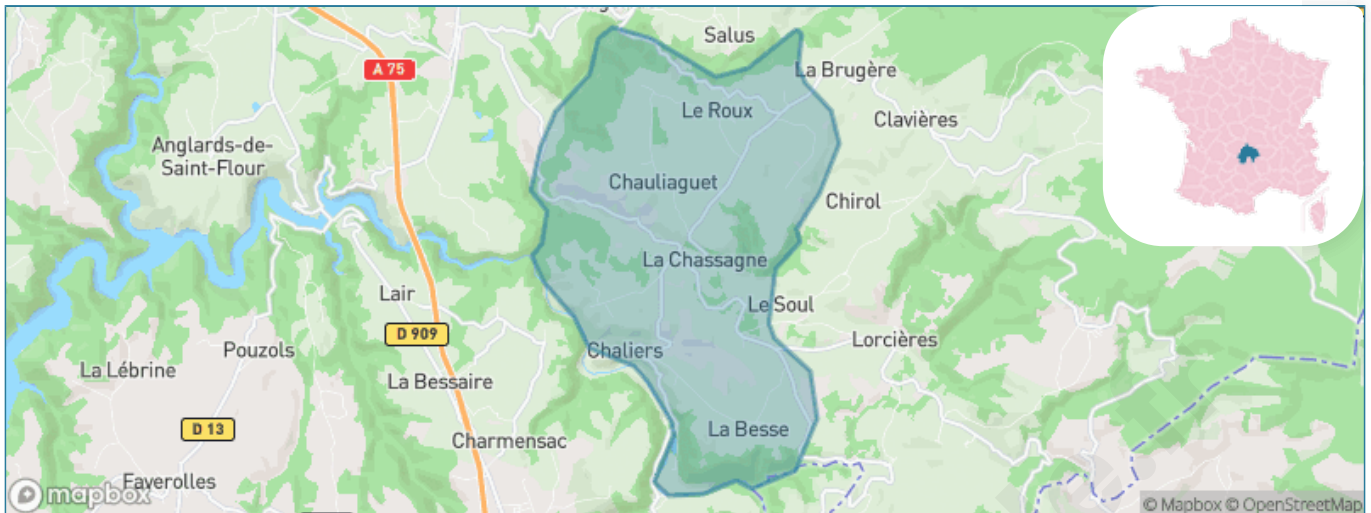 Salus
A 75
La Brugère
Le Roux
Clavières
Anglards-de-
Saint-Flour
Chauliaguet
Chirol
La Chassagne
Lair
Le Soul
D 909
Lorcières
Pouzols
Chaliers
La Lébrine
La Bessaire
D 13
La Besse
Charmensac
Faverolles
mapbox
© Mapbox © OpenStreetMap